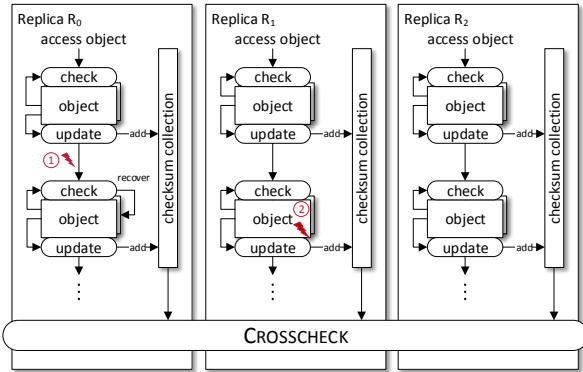 Replica R0
access object
check
object
update
add
checksum collection
1
check
recover
object
update
add
Replica R1
access object
check
object
update
add
checksum collection
check
2
object
update
add
Replica R2
access object
check
object
update
add
checksum collection
check
object
update
add
CROSSCHECK